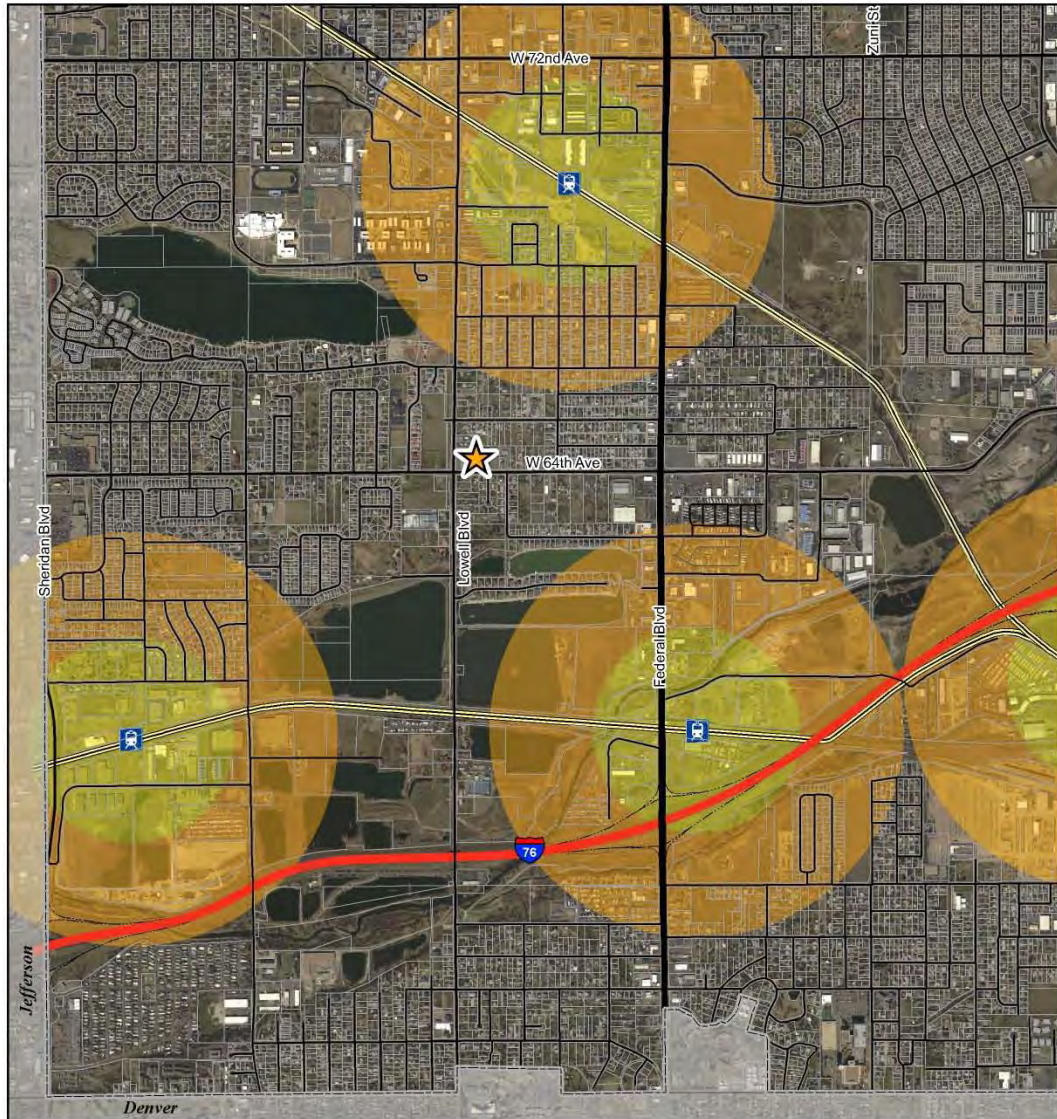 Zuni St
W 72nd Ave
W 64th Ave
Sheridan Blvd
Lowell Blvd
Federal Blvd
76
Jefferson
Denver